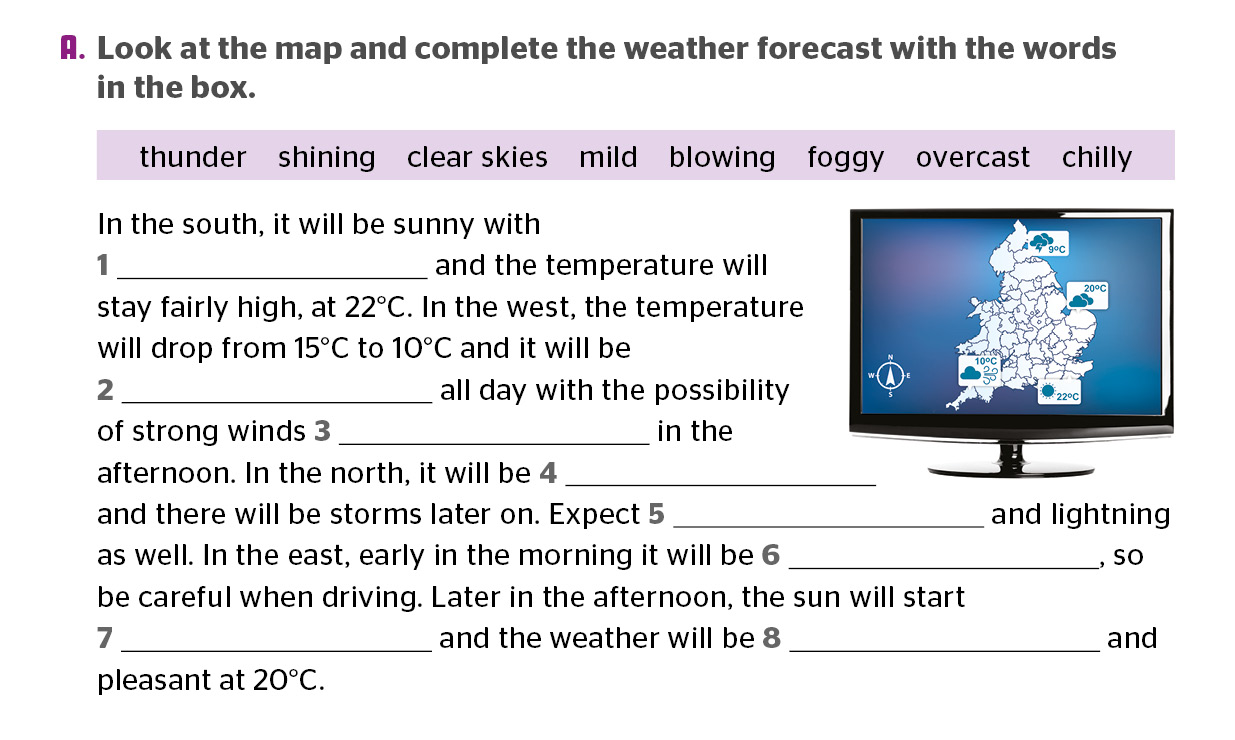 A. Look at the map and complete the weather forecast with the words
in the box.
thunder shining clear skies mild blowing foggy overcast chilly
In the south, it will be sunny with
1 ____________________ and the temperature will
stay fairly high, at 22°C. In the west, the temperature
will drop from 15°C to 10°C and it will be
2 ____________________ all day with the possibility
of strong winds 3 ____________________ in the
afternoon. In the north, it will be 4 ____________________
and there will be storms later on. Expect 5 ____________________ and lightning
as well. In the east, early in the morning it will be 6 ____________________, so
be careful when driving. Later in the afternoon, the sun will start
7 ____________________ and the weather will be 8 ____________________ and
pleasant at 20°C.
9ºC
20ºC
10ºC
22ºC
N
W E
S